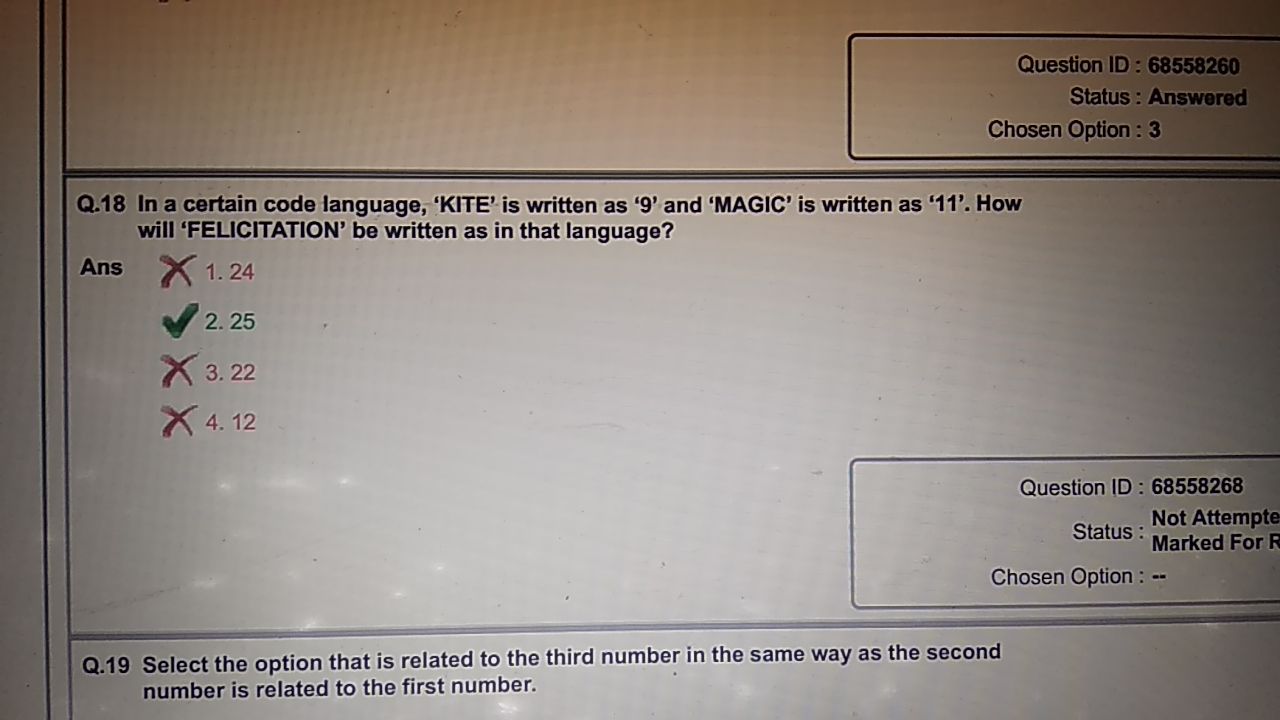 Question ID : 68558260
Status : Answered
Chosen Option : 3
Q.18 In a certain code language, ‘KITE’ is written as ‘9’ and ‘MAGIC’ is written as ‘11’. How
will ‘FELICITATION’ be written as in that language?
Ans 1. 24
2. 25
3. 22
4. 12
Question ID : 68558268
Status : Not Attempte
Marked For R
Chosen Option : --
Q.19 Select the option that is related to the third number in the same way as the second
number is related to the first number.